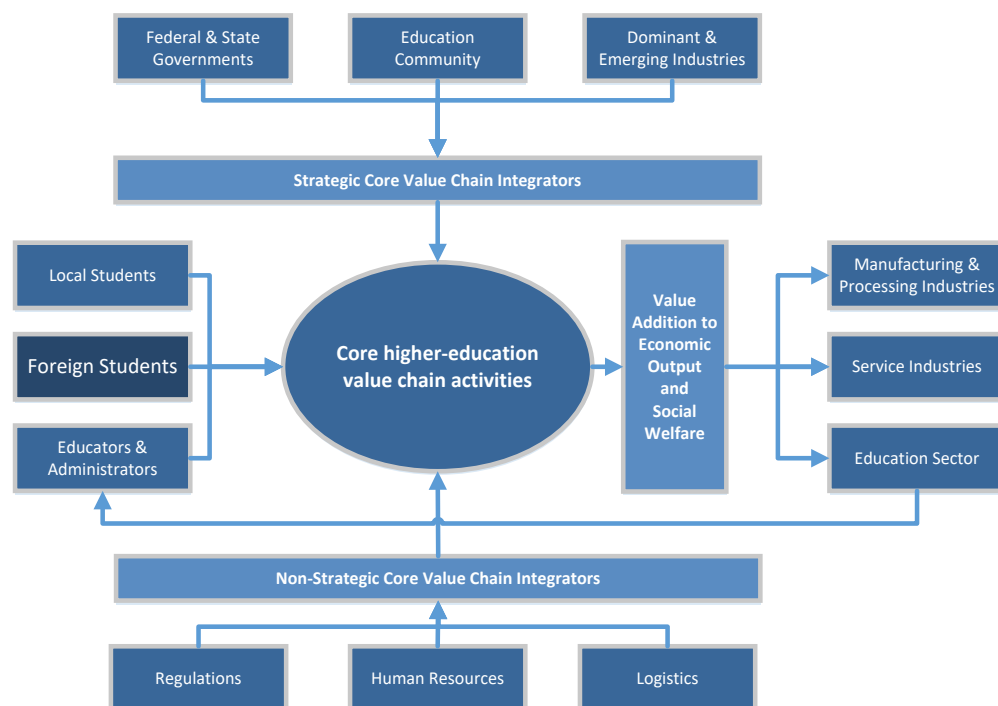 Federal & State
Governments
Education
Community
Dominant &
Emerging Industries
Strategic Core Value Chain Integrators
Local Students
Foreign Students
Educators &
Administrators
Core higher-education
value chain activities
Value
Addition to
Economic
Output
and
Social
Welfare
Manufacturing &
Processing Industries
Service Industries
Education Sector
Non-Strategic Core Value Chain Integrators
Regulations
Human Resources
Logistics